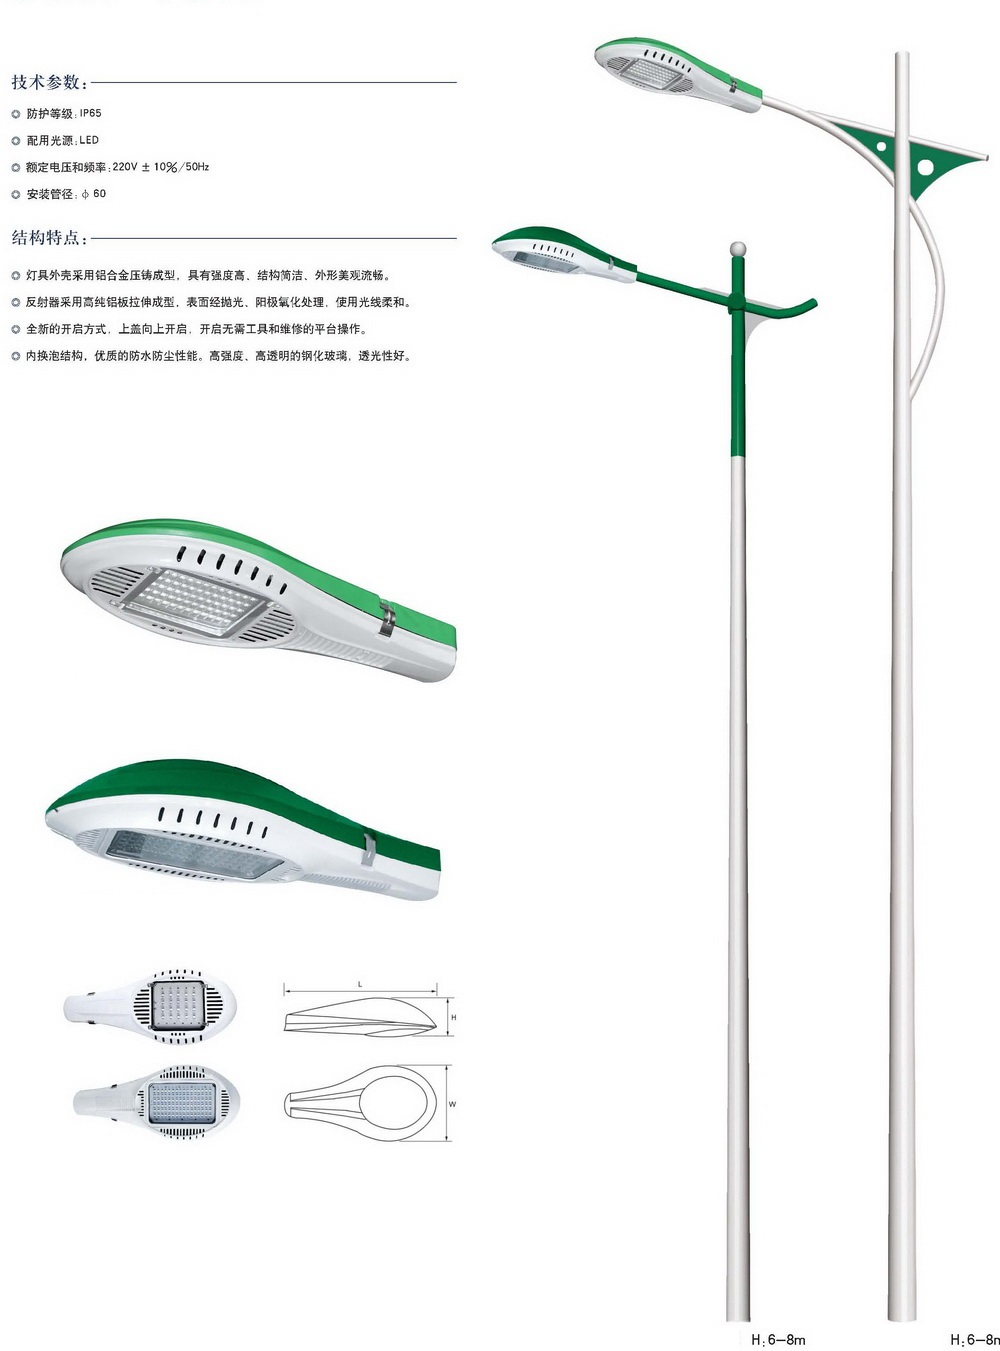 技术参数:
◎ 防护等级: IP65
◎ 配用光源: LED
◎ 额定电压和频率: 220V ± 10%/50Hz
◎ 安装管径: φ 60
结构特点:
◎ 灯具外壳采用铝合金压铸成型，具有强度高、结构简洁、外形美观流畅。
◎ 反射器采用高纯铝板拉伸成型，表面经抛光、阳极氧化处理，使用光线柔和。
◎ 全新的开启方式，上盖向上开启，开启无需工具和维修的平台操作。
◎ 内换泡结构，优质的防水防尘性能。高强度、高透明的钢化玻璃，透光性好。
L
H
W
H:6-8m
H:6-8m